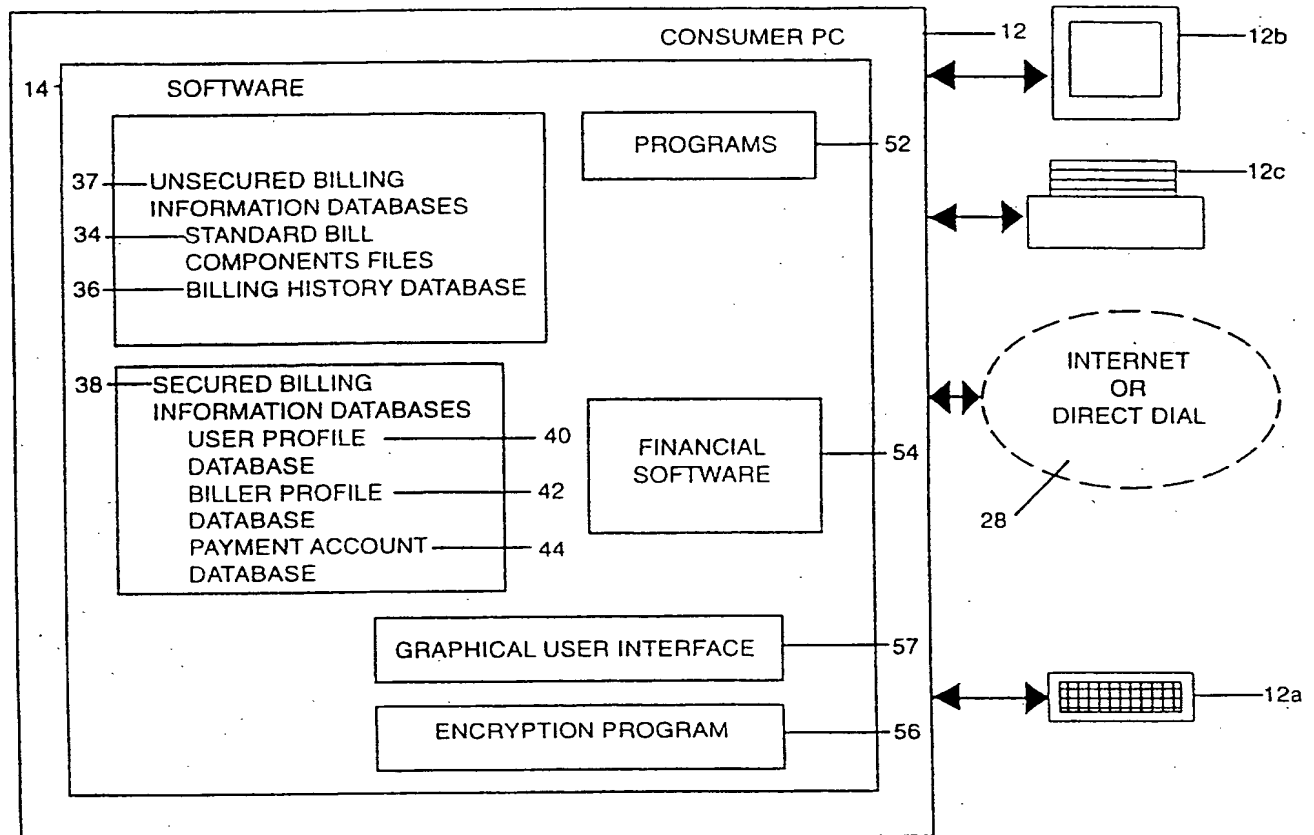 CONSUMER PC
12
12b
14
SOFTWARE
PROGRAMS
52
12c
37 UNSECURED BILLING
INFORMATION DATABASES
34 STANDARD BILL
COMPONENTS FILES
36 BILLING HISTORY DATABASE
INTERNET
OR
DIRECT DIAL
28
38 SECURED BILLING
INFORMATION DATABASES
USER PROFILE 40
DATABASE
BILLER PROFILE 42
DATABASE
PAYMENT ACCOUNT 44
DATABASE
FINANCIAL
SOFTWARE
54
GRAPHICAL USER INTERFACE
57
12a
ENCRYPTION PROGRAM
56